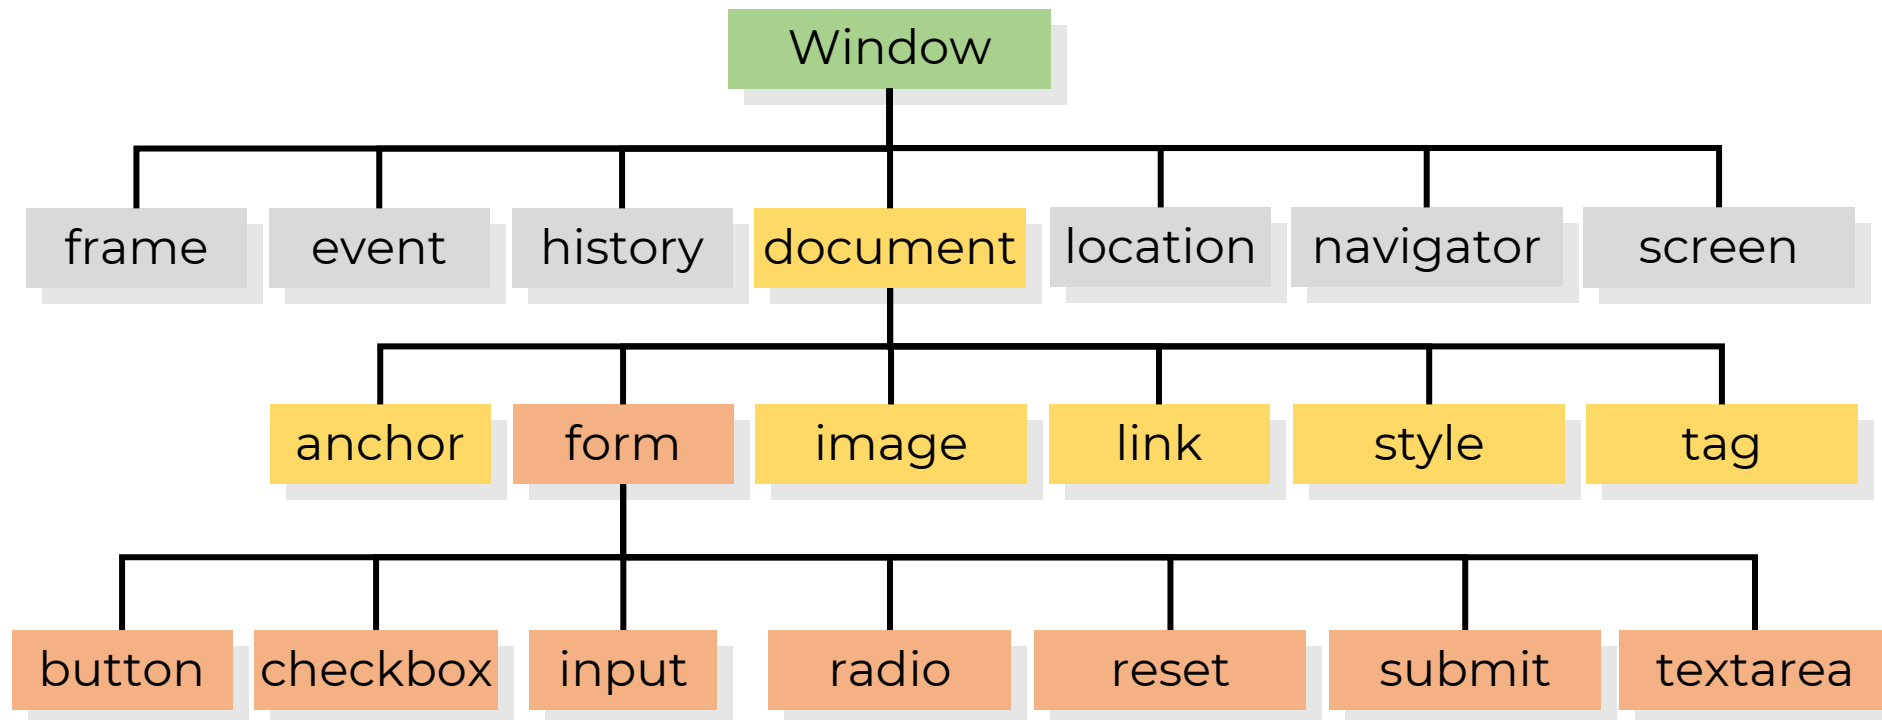 Window
frame event history document location navigator screen
anchor form image link style tag
button checkbox input radio reset submit textarea